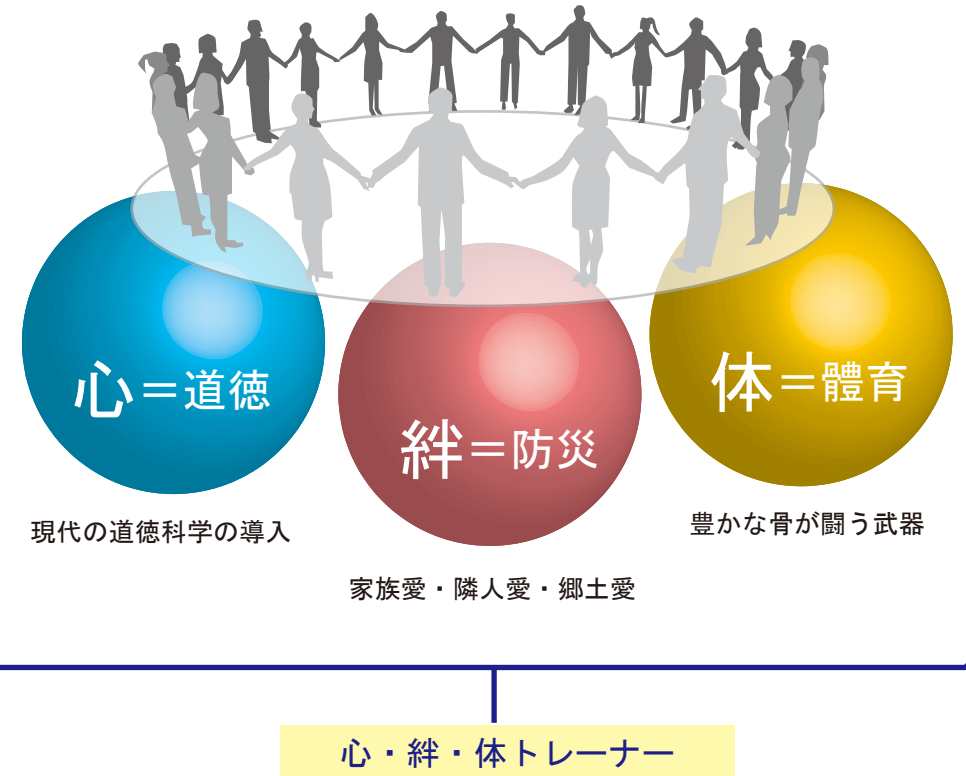 心＝道徳
現代の道徳科学の導入
絆＝防災
家族愛・隣人愛・郷土愛
体＝體育
豊かな骨が闘う武器
心・絆・体トレーナー